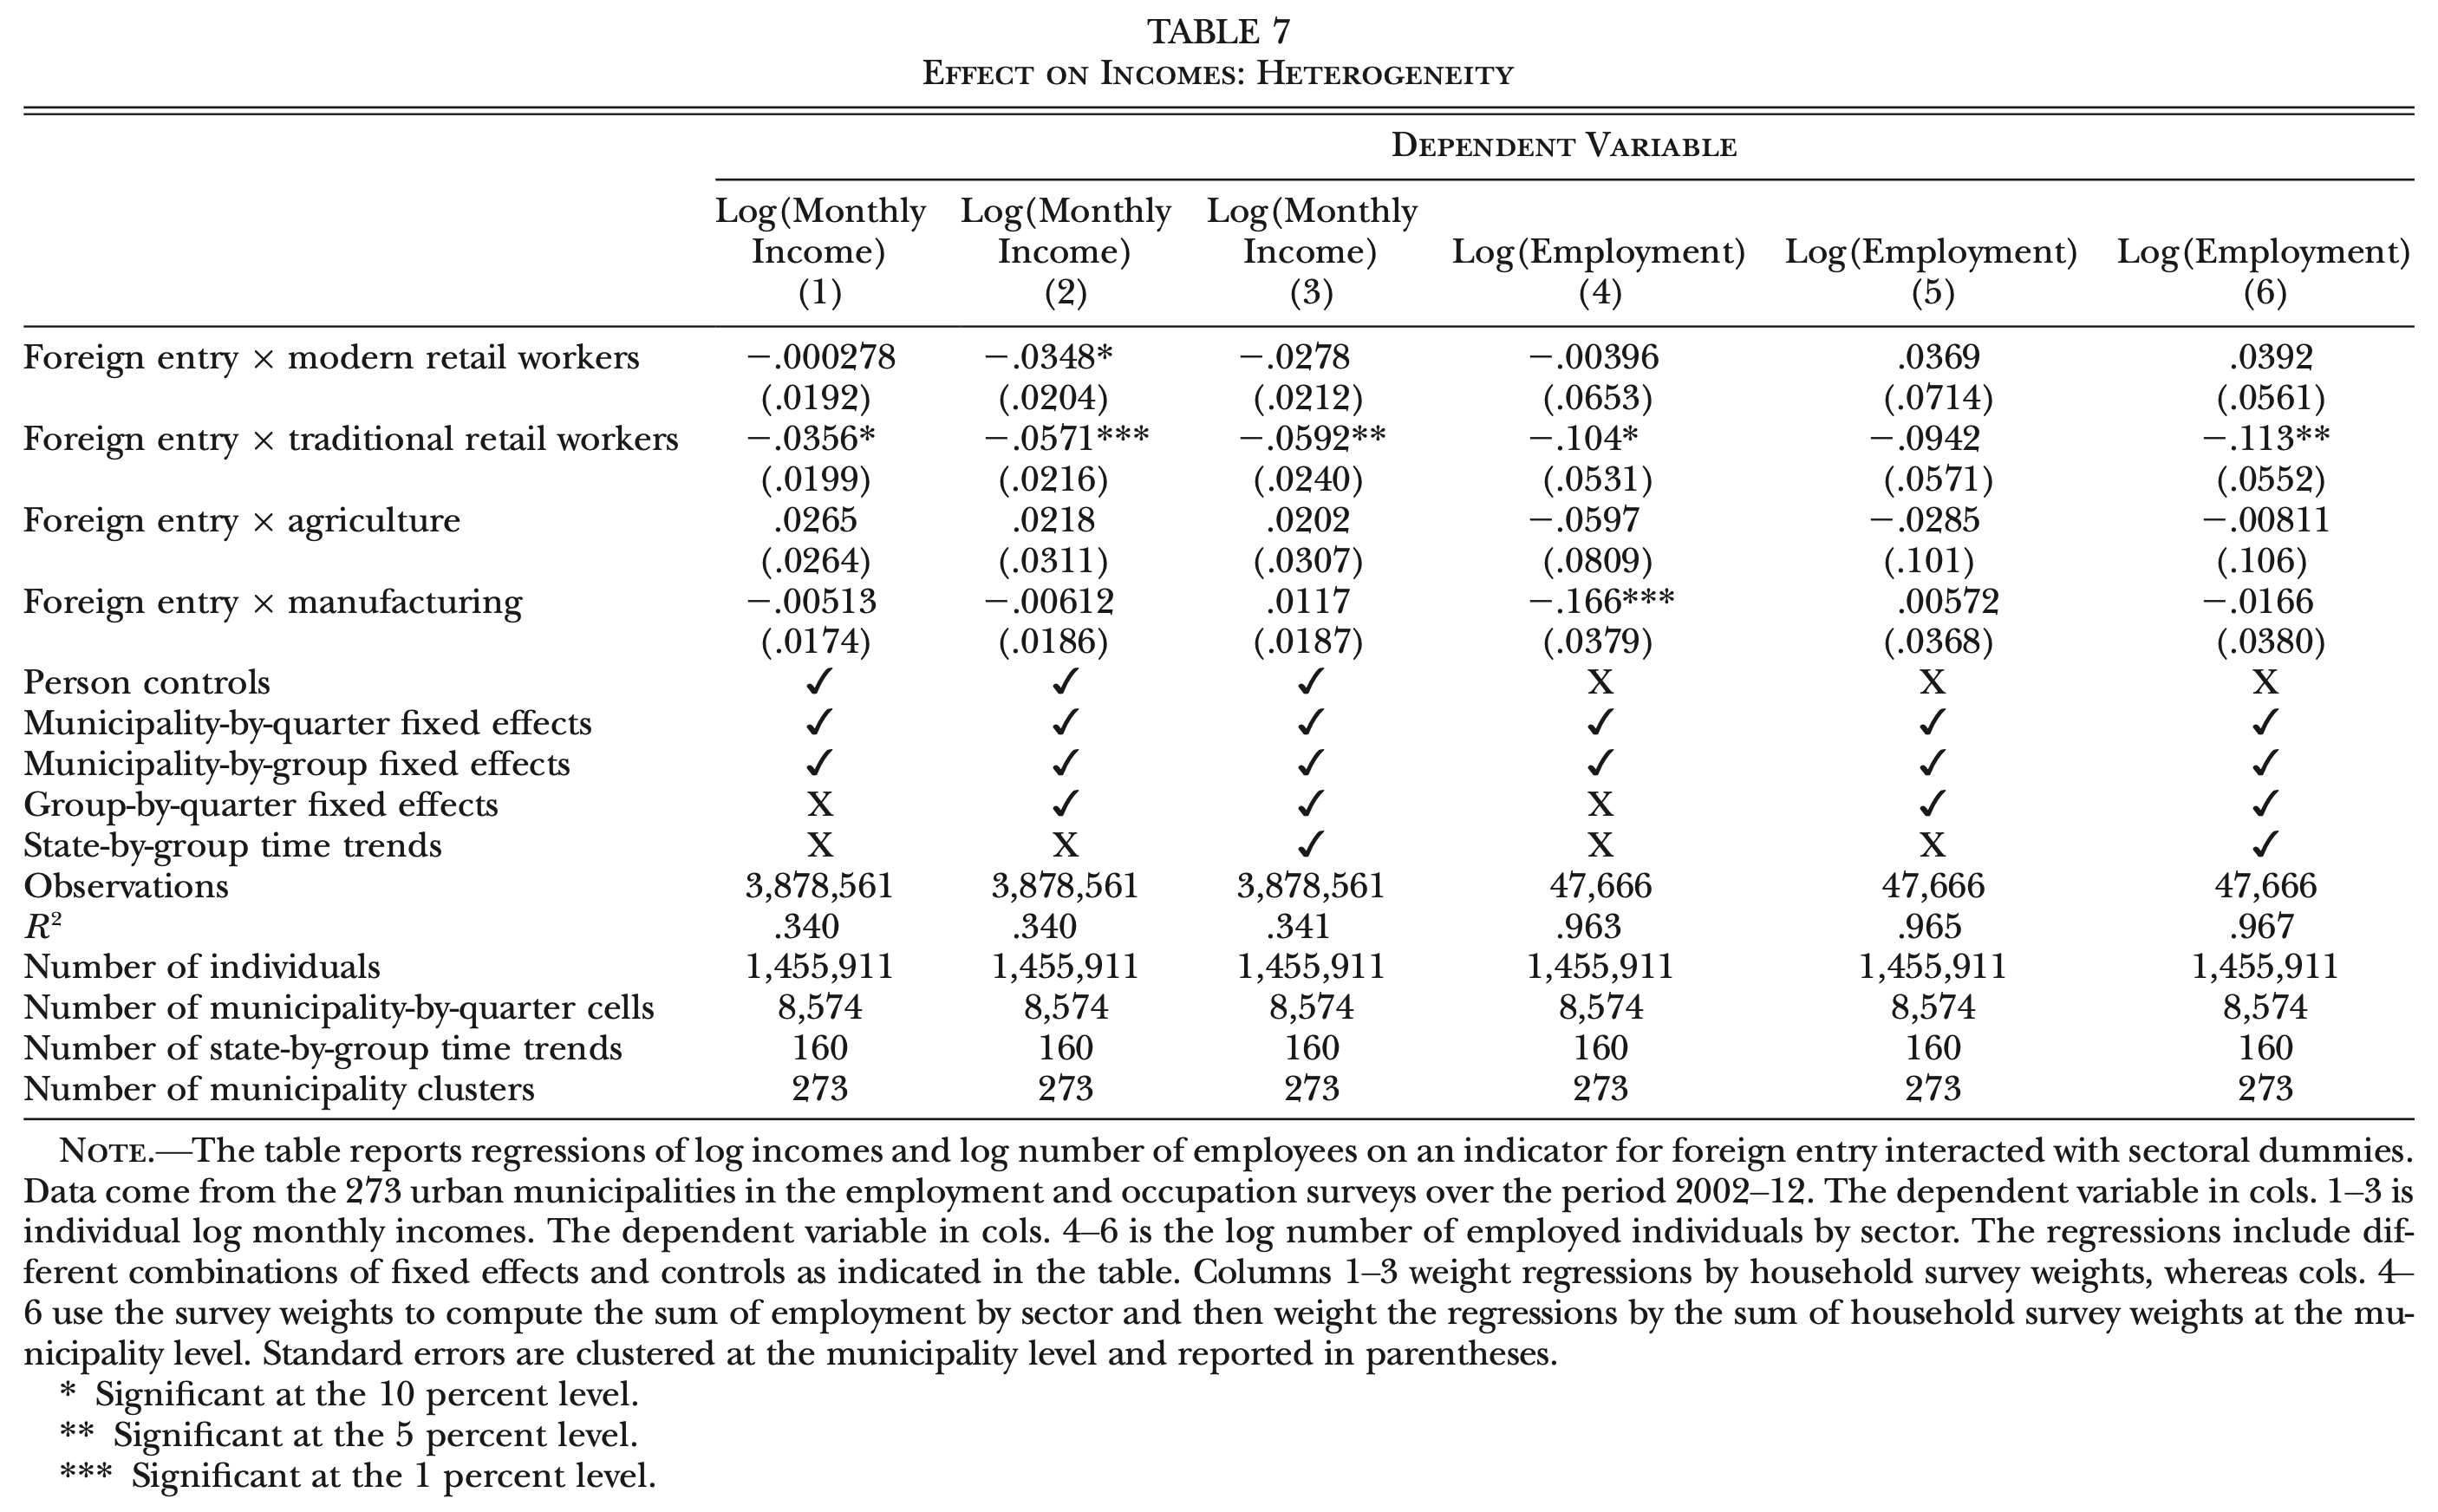 TABLE 7
Effect on Incomes: Heterogeneity
Dependent Variable
Log(Monthly Income) (1) Log(Monthly Income) (2) Log(Monthly Income) (3) Log(Employment) (4) Log(Employment) (5) Log(Employment) (6)
Foreign entry × modern retail workers −.000278 −.0348* −.0278 −.00396 .0369 .0392
(.0192) (.0204) (.0212) (.0653) (.0714) (.0561)
Foreign entry × traditional retail workers −.0356* −.0571*** −.0592** −.104* −.0942 −.113**
(.0199) (.0216) (.0240) (.0531) (.0571) (.0552)
Foreign entry × agriculture .0265 .0218 .0202 −.0597 −.0285 −.00811
(.0264) (.0311) (.0307) (.0809) (.101) (.106)
Foreign entry × manufacturing −.00513 −.00612 .0117 −.166*** .00572 −.0166
(.0174) (.0186) (.0187) (.0379) (.0368) (.0380)
Person controls ✓ ✓ ✓ X X X
Municipality-by-quarter fixed effects ✓ ✓ ✓ ✓ ✓ ✓
Municipality-by-group fixed effects ✓ ✓ ✓ ✓ ✓ ✓
Group-by-quarter fixed effects X ✓ ✓ X ✓ ✓
State-by-group time trends X X ✓ X X ✓
Observations 3,878,561 3,878,561 3,878,561 47,666 47,666 47,666
R² .340 .340 .341 .963 .965 .967
Number of individuals 1,455,911 1,455,911 1,455,911 1,455,911 1,455,911 1,455,911
Number of municipality-by-quarter cells 8,574 8,574 8,574 8,574 8,574 8,574
Number of state-by-group time trends 160 160 160 160 160 160
Number of municipality clusters 273 273 273 273 273 273
Note.—The table reports regressions of log incomes and log number of employees on an indicator for foreign entry interacted with sectoral dummies.
Data come from the 273 urban municipalities in the employment and occupation surveys over the period 2002–12. The dependent variable in cols. 1–3 is
individual log monthly incomes. The dependent variable in cols. 4–6 is the log number of employed individuals by sector. The regressions include dif-
ferent combinations of fixed effects and controls as indicated in the table. Columns 1–3 weight regressions by household survey weights, whereas cols. 4–
6 use the survey weights to compute the sum of employment by sector and then weight the regressions by the sum of household survey weights at the mu-
nicipality level. Standard errors are clustered at the municipality level and reported in parentheses.
* Significant at the 10 percent level.
** Significant at the 5 percent level.
*** Significant at the 1 percent level.